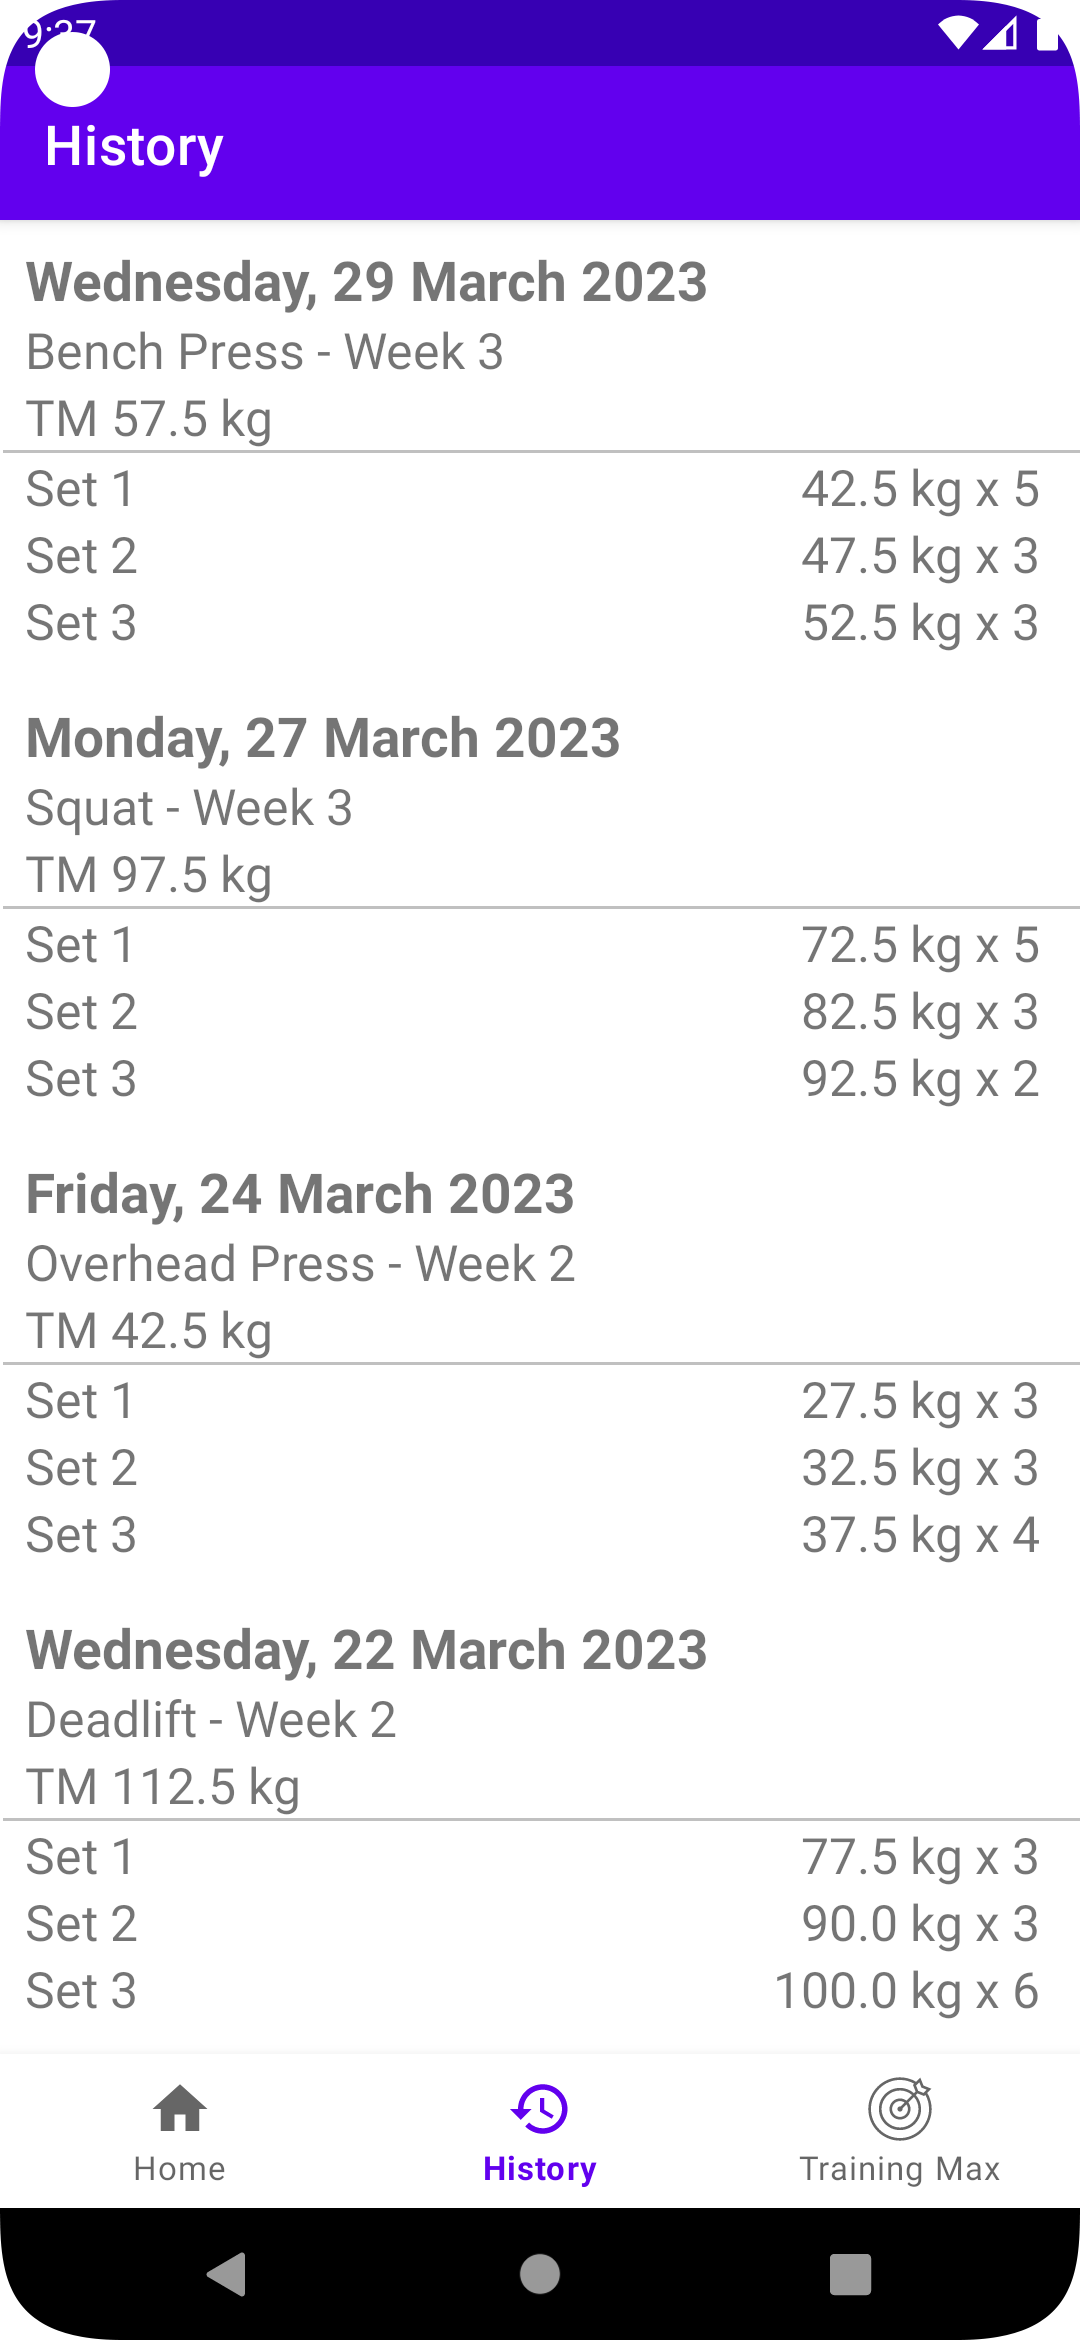 History
Wednesday, 29 March 2023
Bench Press - Week 3
TM 57.5 kg
Set 1 42.5 kg x 5
Set 2 47.5 kg x 3
Set 3 52.5 kg x 3
Monday, 27 March 2023
Squat - Week 3
TM 97.5 kg
Set 1 72.5 kg x 5
Set 2 82.5 kg x 3
Set 3 92.5 kg x 2
Friday, 24 March 2023
Overhead Press - Week 2
TM 42.5 kg
Set 1 27.5 kg x 3
Set 2 32.5 kg x 3
Set 3 37.5 kg x 4
Wednesday, 22 March 2023
Deadlift - Week 2
TM 112.5 kg
Set 1 77.5 kg x 3
Set 2 90.0 kg x 3
Set 3 100.0 kg x 6
Home History Training Max